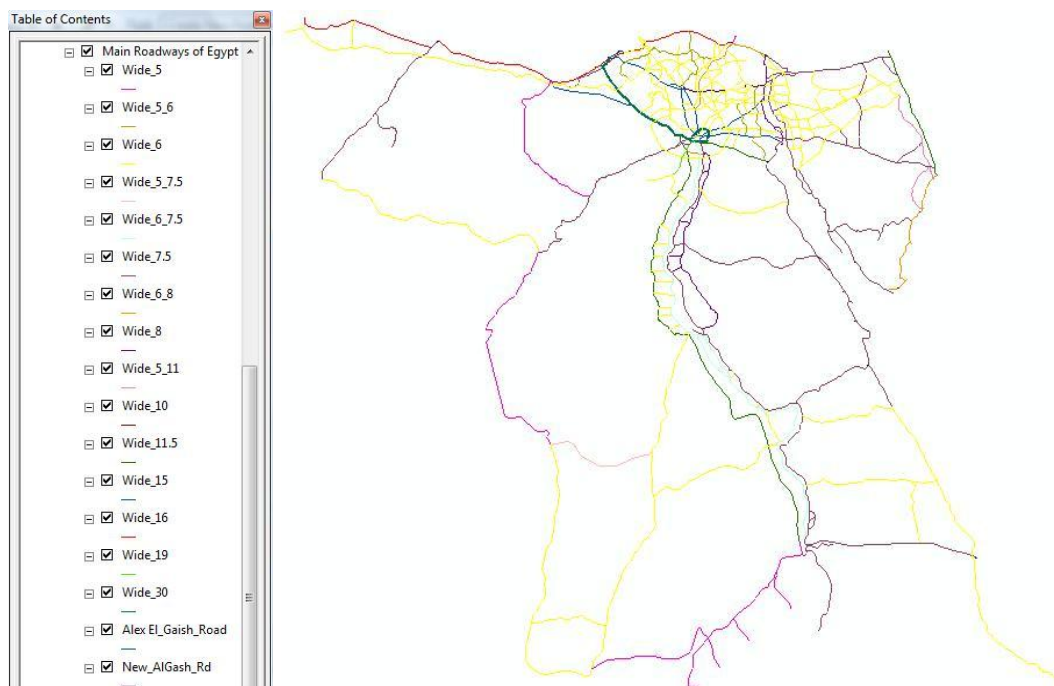 Table of Contents
Main Roadways of Egypt
Wide_5
Wide_5_6
Wide_6
Wide_5_7.5
Wide_6_7.5
Wide_7.5
Wide_6_8
Wide_8
Wide_5_11
Wide_10
Wide_11.5
Wide_15
Wide_16
Wide_19
Wide_30
Alex El_Gaish_Road
New_AlGash_Rd